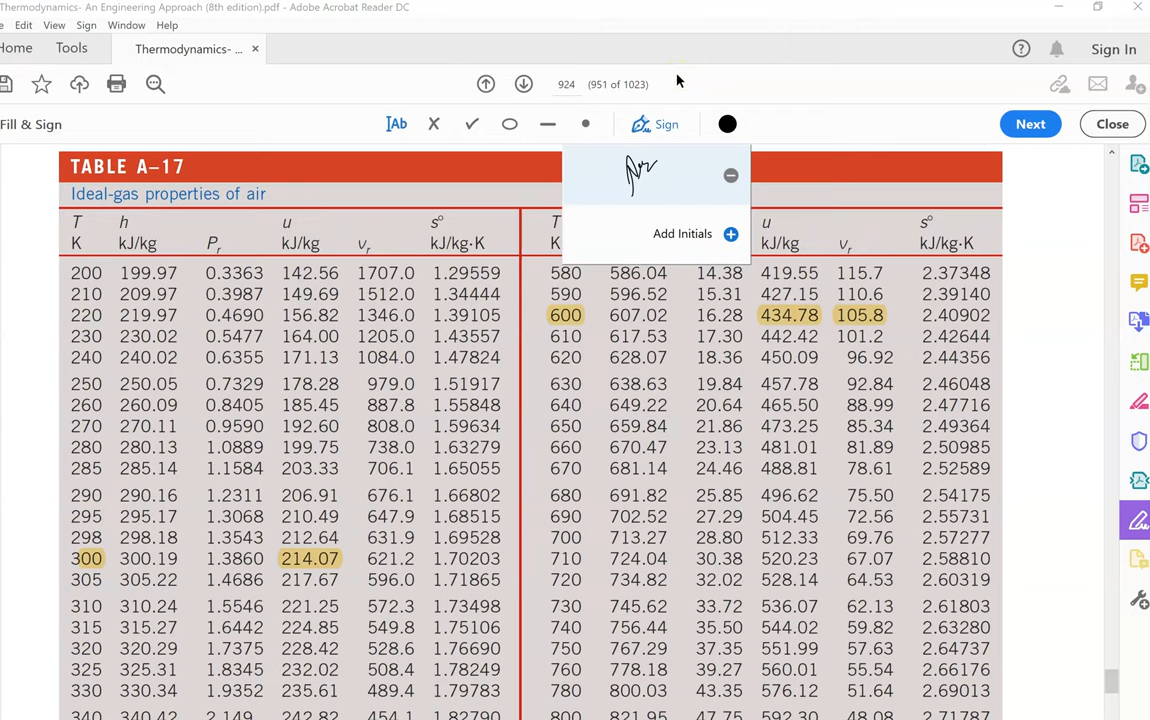 Thermodynamics- An Engineering Approach (8th edition).pdf - Adobe Acrobat Reader DC
Edit View Sign Window Help
Home Tools Thermodynamics- ... × ? Sign In
924 (951 of 1023)
Fill & Sign IAb Sign Next Close
TABLE A–17
Ideal-gas properties of air
Add Initials
T h u s° T u s°
K kJ/kg Pr kJ/kg νr kJ/kg·K K kJ/kg νr kJ/kg·K
200 199.97 0.3363 142.56 1707.0 1.29559 580 586.04 14.38 419.55 115.7 2.37348
210 209.97 0.3987 149.69 1512.0 1.34444 590 596.52 15.31 427.15 110.6 2.39140
220 219.97 0.4690 156.82 1346.0 1.39105 600 607.02 16.28 434.78 105.8 2.40902
230 230.02 0.5477 164.00 1205.0 1.43557 610 617.53 17.30 442.42 101.2 2.42644
240 240.02 0.6355 171.13 1084.0 1.47824 620 628.07 18.36 450.09 96.92 2.44356
250 250.05 0.7329 178.28 979.0 1.51917 630 638.63 19.84 457.78 92.84 2.46048
260 260.09 0.8405 185.45 887.8 1.55848 640 649.22 20.64 465.50 88.99 2.47716
270 270.11 0.9590 192.60 808.0 1.59634 650 659.84 21.86 473.25 85.34 2.49364
280 280.13 1.0889 199.75 738.0 1.63279 660 670.47 23.13 481.01 81.89 2.50985
285 285.14 1.1584 203.33 706.1 1.65055 670 681.14 24.46 488.81 78.61 2.52589
290 290.16 1.2311 206.91 676.1 1.66802 680 691.82 25.85 496.62 75.50 2.54175
295 295.17 1.3068 210.49 647.9 1.68515 690 702.52 27.29 504.45 72.56 2.55731
298 298.18 1.3543 212.64 631.9 1.69528 700 713.27 28.80 512.33 69.76 2.57277
300 300.19 1.3860 214.07 621.2 1.70203 710 724.04 30.38 520.23 67.07 2.58810
305 305.22 1.4686 217.67 596.0 1.71865 720 734.82 32.02 528.14 64.53 2.60319
310 310.24 1.5546 221.25 572.3 1.73498 730 745.62 33.72 536.07 62.13 2.61803
315 315.27 1.6442 224.85 549.8 1.75106 740 756.44 35.50 544.02 59.82 2.63280
320 320.29 1.7375 228.42 528.6 1.76690 750 767.29 37.35 551.99 57.63 2.64737
325 325.31 1.8345 232.02 508.4 1.78249 760 778.18 39.27 560.01 55.54 2.66176
330 330.34 1.9352 235.61 489.4 1.79783 780 800.03 43.35 576.12 51.64 2.69013
340 340.42 2.149 242.82 454.1 1.82790 800 821.95 47.75 592.30 48.08 2.71787